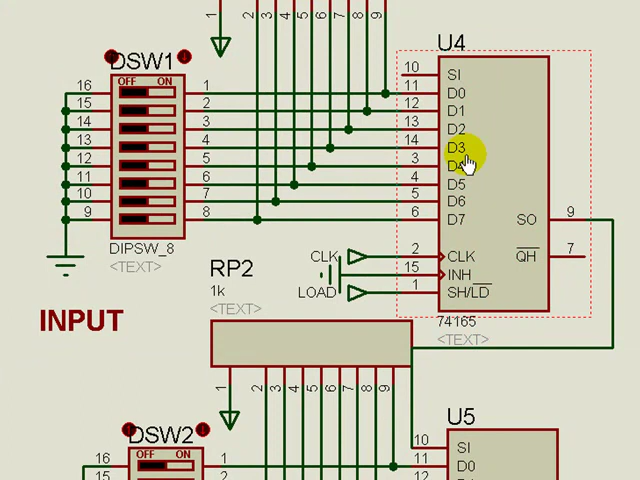 1 2 3 4 5 6 7 8 9
U4
DSW1
OFF ON
16 1
15 2
14 3
13 4
12 5
11 6
10 7
9 8
DIPSW_8
<TEXT>
10 SI
11 D0
12 D1
13 D2
14 D3
3 D4
4 D5
5 D6
6 D7
SO 9
CLK 2 CLK
QH 7
15 INH
LOAD 1 SH/LD
74165
<TEXT>
RP2
1k
<TEXT>
INPUT
1 2 3 4 5 6 7 8 9
DSW2
OFF ON
16 1
15 2
U5
10 SI
11 D0